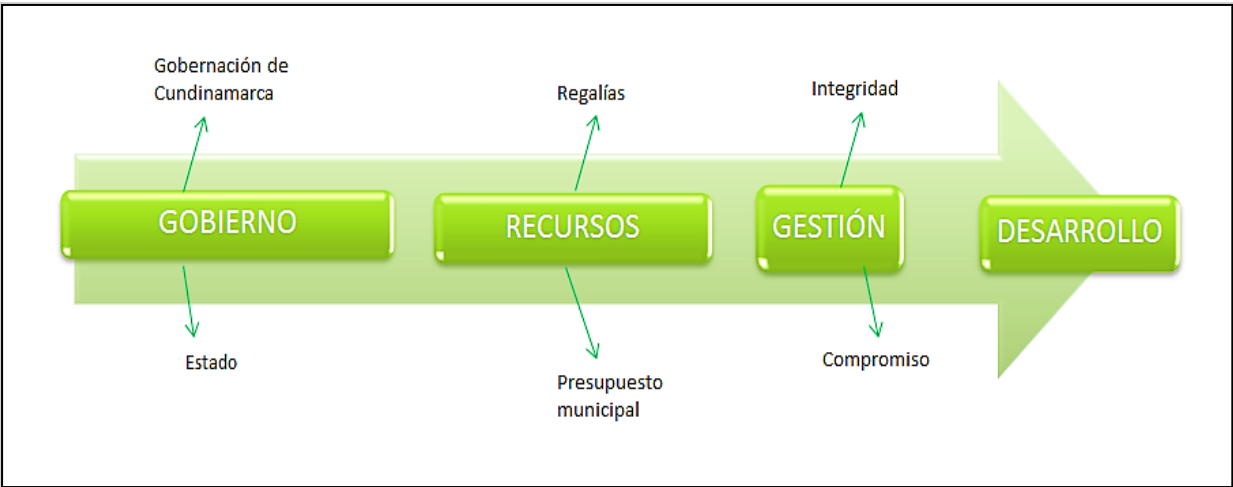 Gobernación de
Cundinamarca
Regalías
Integridad
GOBIERNO
RECURSOS
GESTIÓN
DESARROLLO
Estado
Presupuesto
municipal
Compromiso